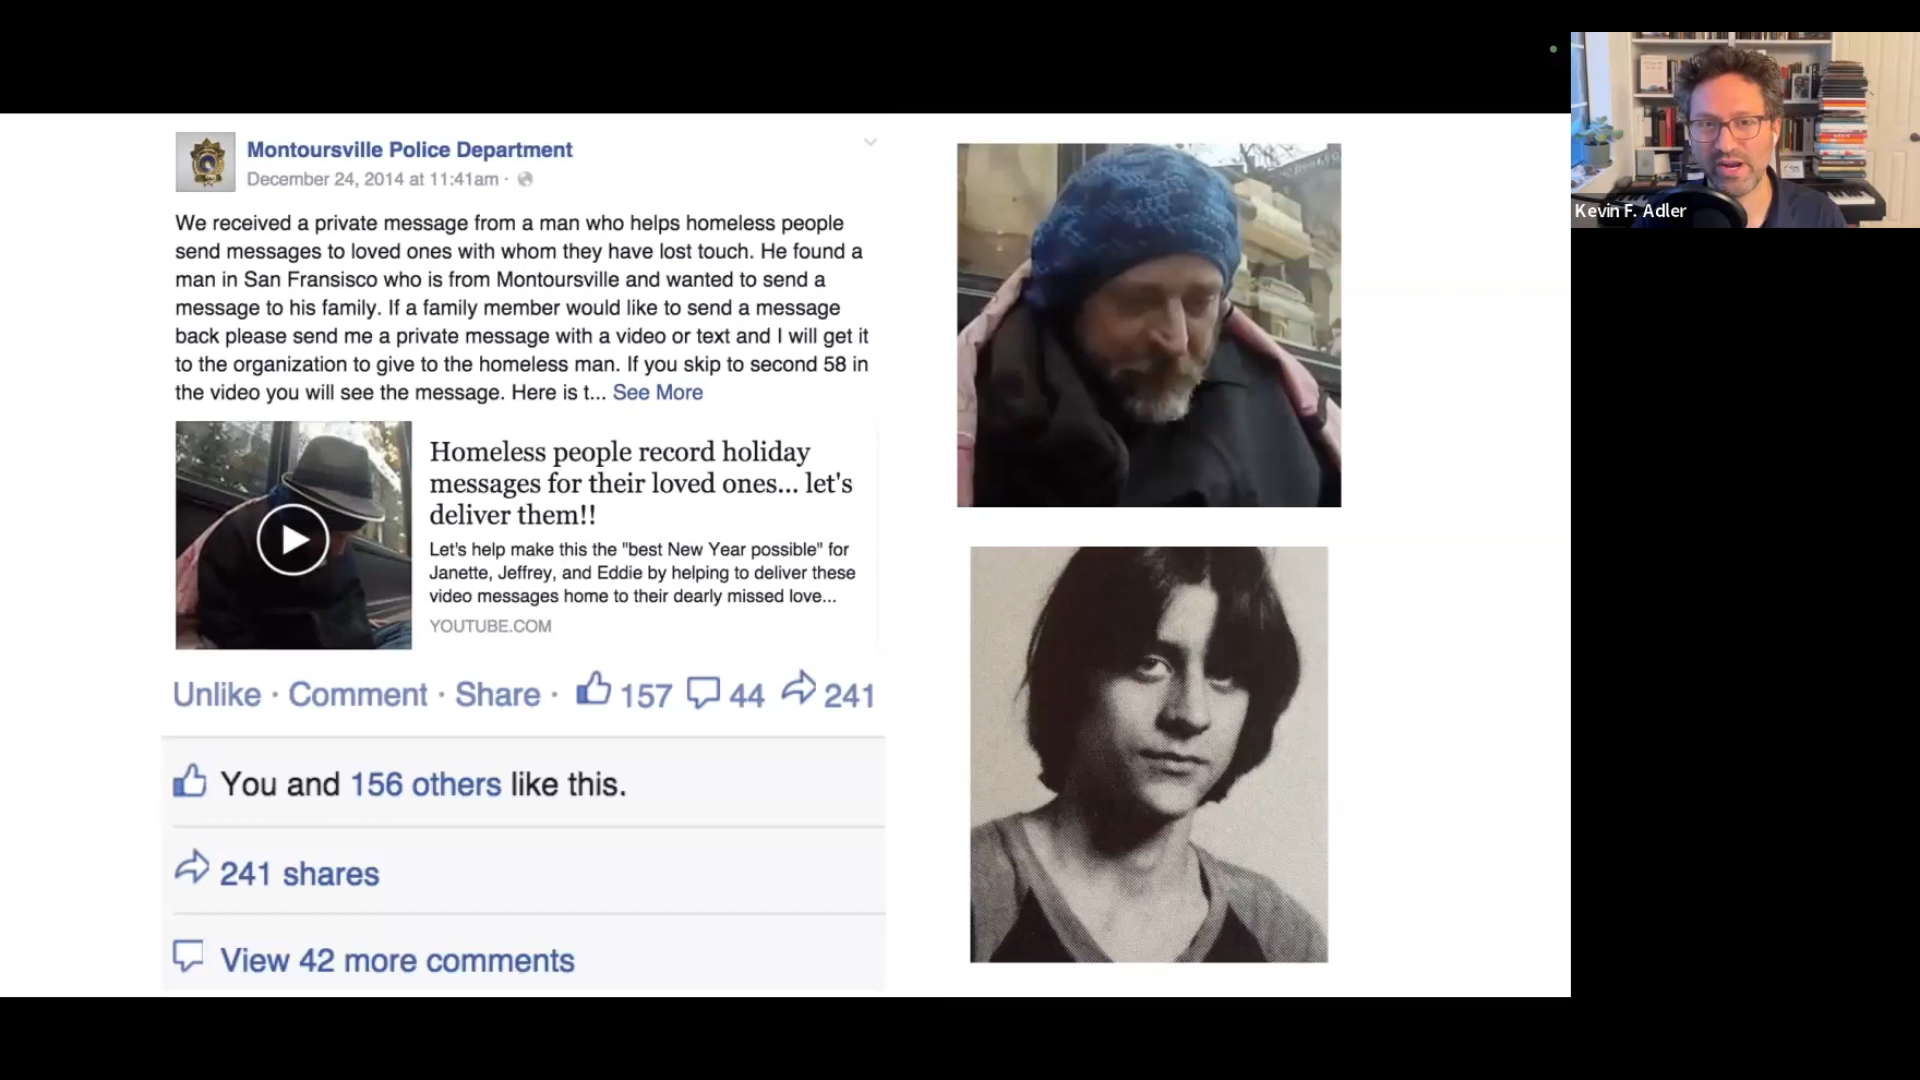 Montoursville Police Department
December 24, 2014 at 11:41am ·
We received a private message from a man who helps homeless people
send messages to loved ones with whom they have lost touch. He found a
man in San Fransisco who is from Montoursville and wanted to send a
message to his family. If a family member would like to send a message
back please send me a private message with a video or text and I will get it
to the organization to give to the homeless man. If you skip to second 58 in
the video you will see the message. Here is t... See More
Homeless people record holiday
messages for their loved ones... let's
deliver them!!
Let's help make this the "best New Year possible" for
Janette, Jeffrey, and Eddie by helping to deliver these
video messages home to their dearly missed love...
YOUTUBE.COM
Unlike · Comment · Share · 157 44 241
You and 156 others like this.
241 shares
View 42 more comments
Kevin F. Adler